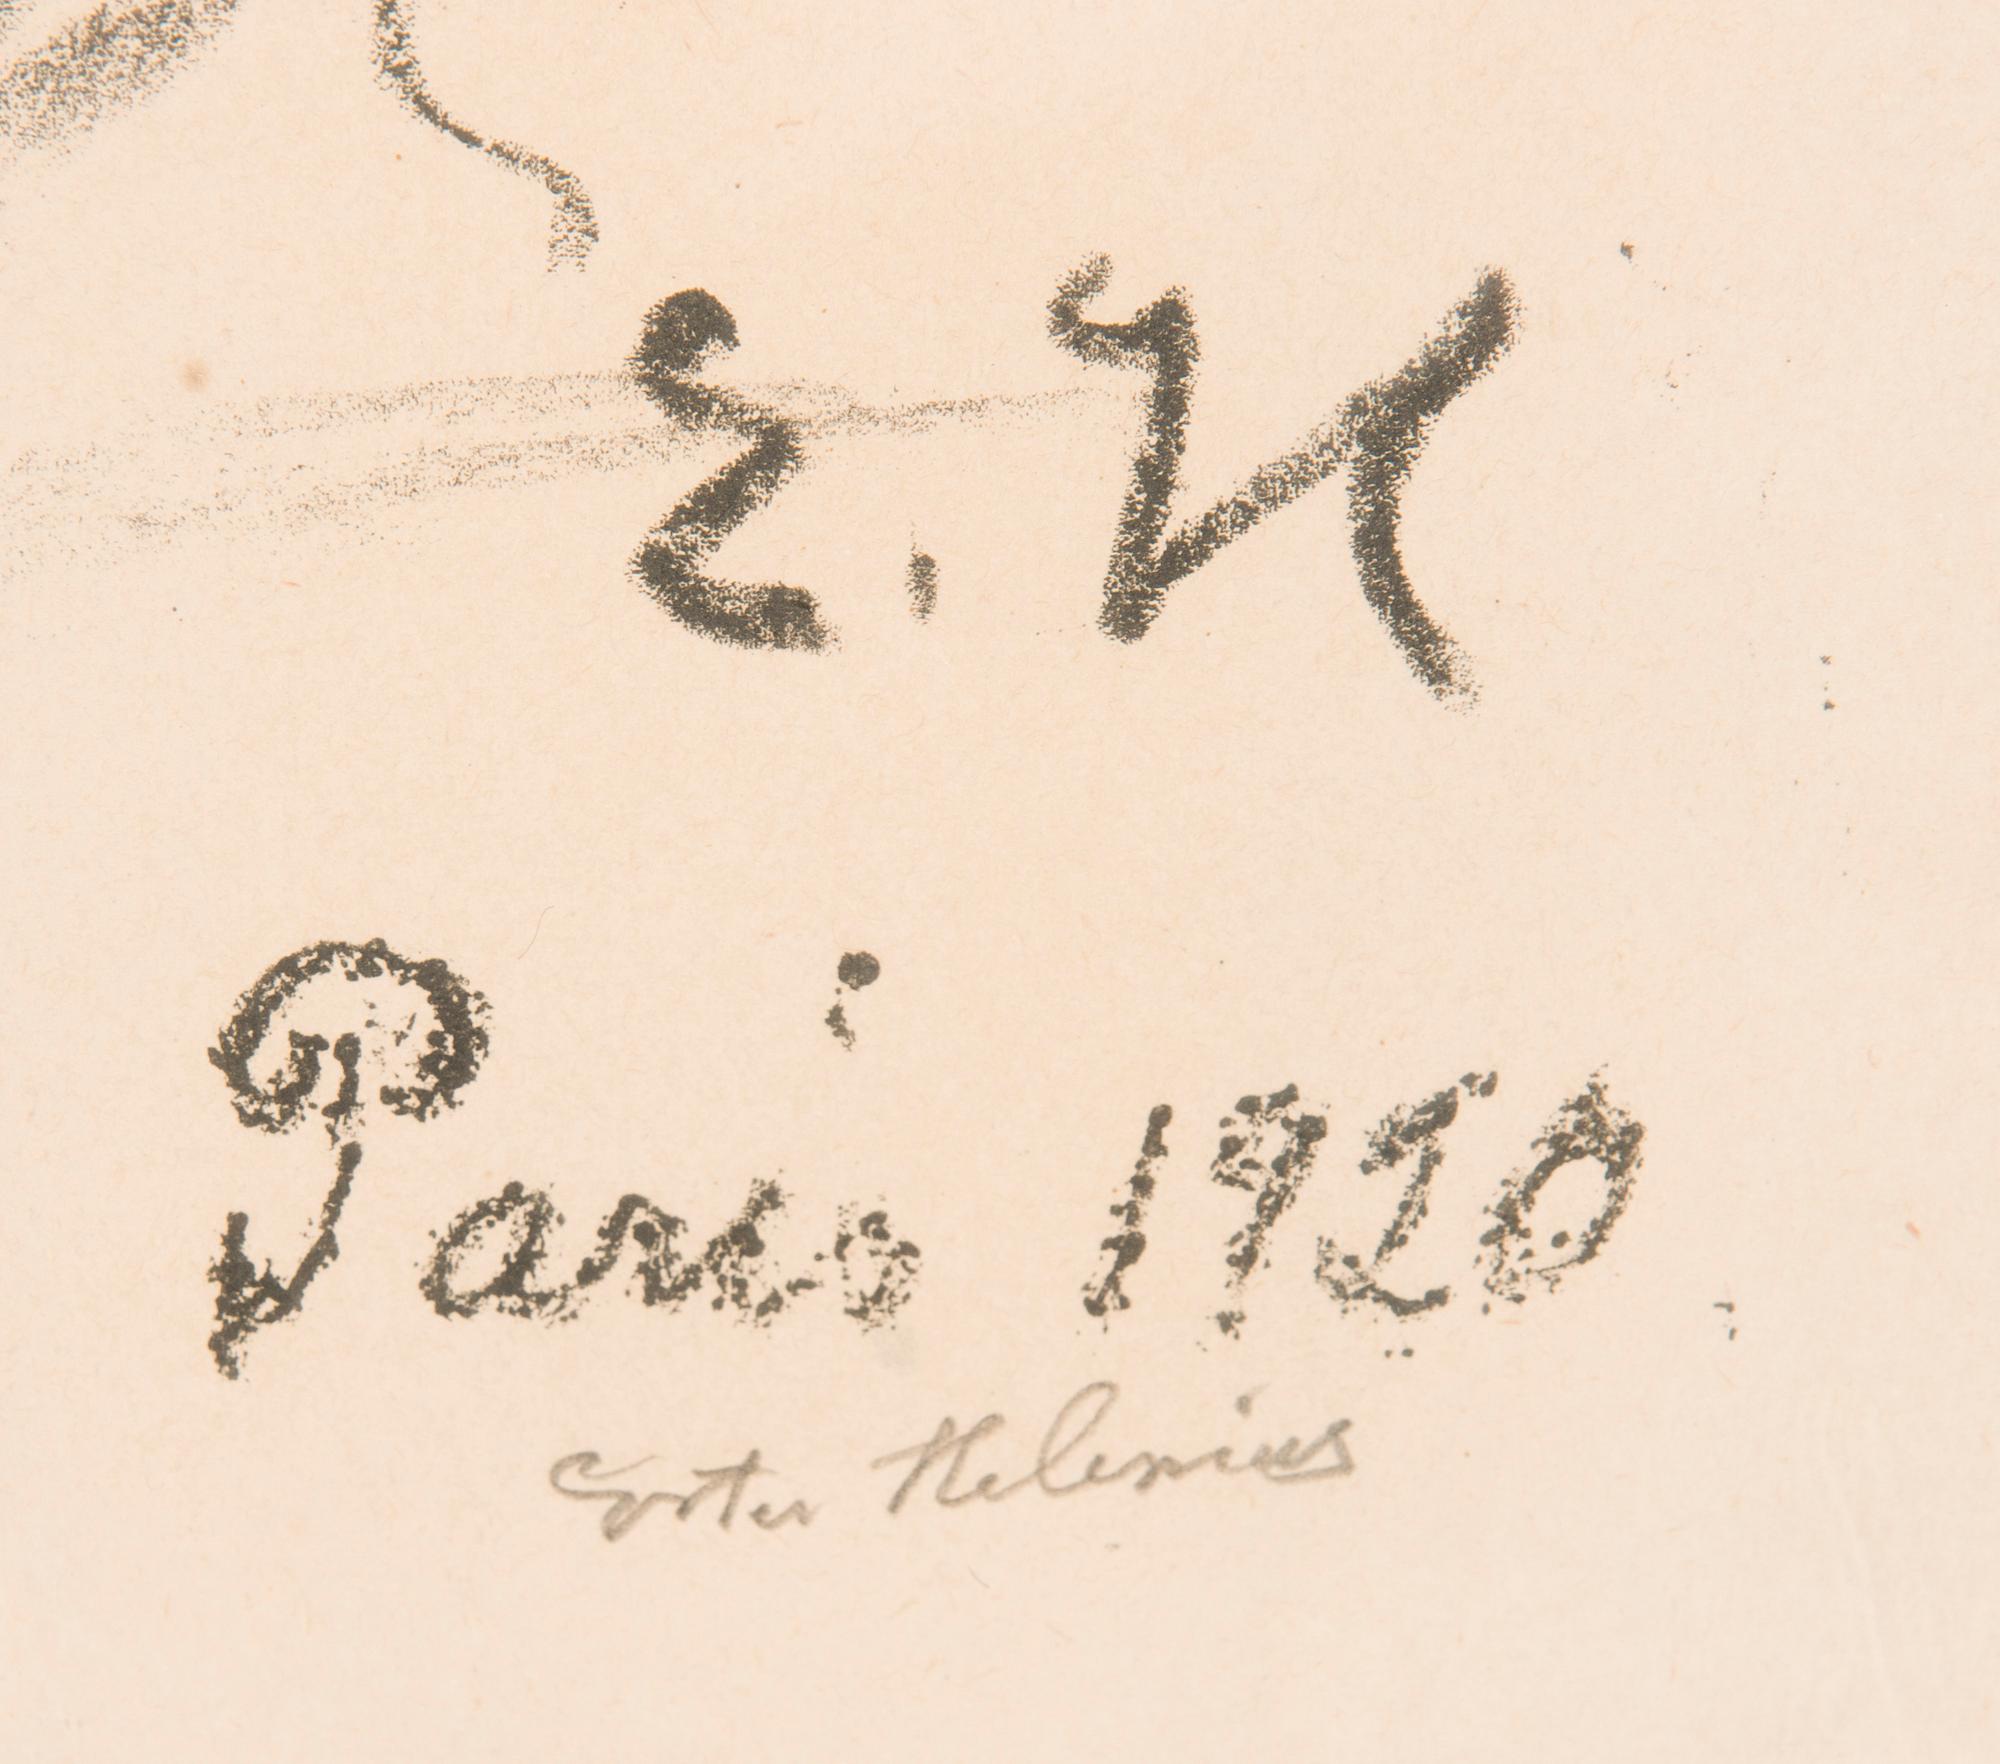 E. H
Paris 1920.
Ester Helenius